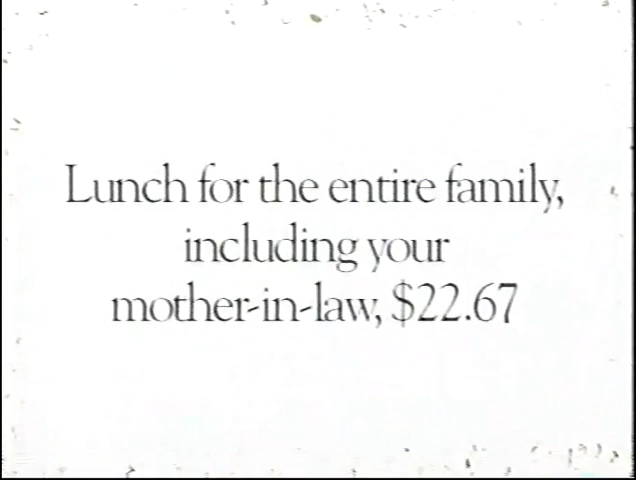 Lunch for the entire family,
including your
mother-in-law, $22.67